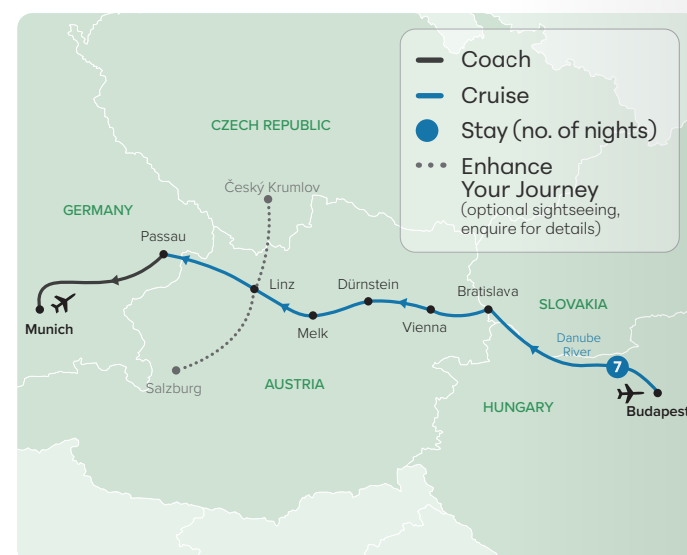 Coach
Cruise
Stay (no. of nights)
Enhance
Your Journey
(optional sightseeing,
enquire for details)
CZECH REPUBLIC
Český Krumlov
GERMANY
Passau
Linz
Dürnstein
Bratislava
SLOVAKIA
Munich
Melk
Vienna
Danube
River
7
Salzburg
AUSTRIA
HUNGARY
Budapest